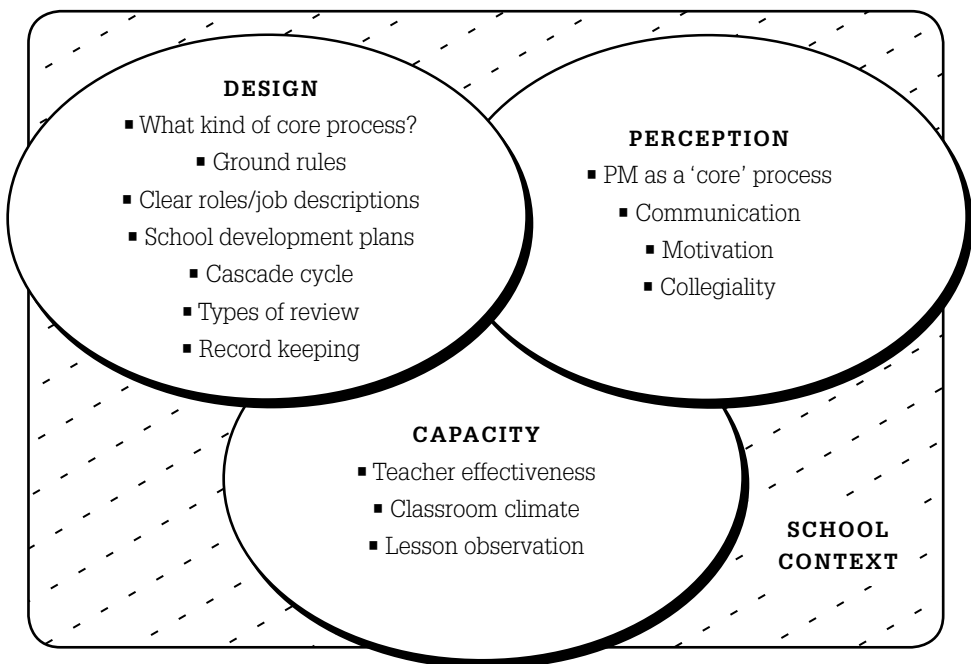 DESIGN
▪ What kind of core process?
▪ Ground rules
▪ Clear roles/job descriptions
▪ School development plans
▪ Cascade cycle
▪ Types of review
▪ Record keeping
PERCEPTION
▪ PM as a ‘core’ process
▪ Communication
▪ Motivation
▪ Collegiality
CAPACITY
▪ Teacher effectiveness
▪ Classroom climate
▪ Lesson observation
SCHOOL
CONTEXT